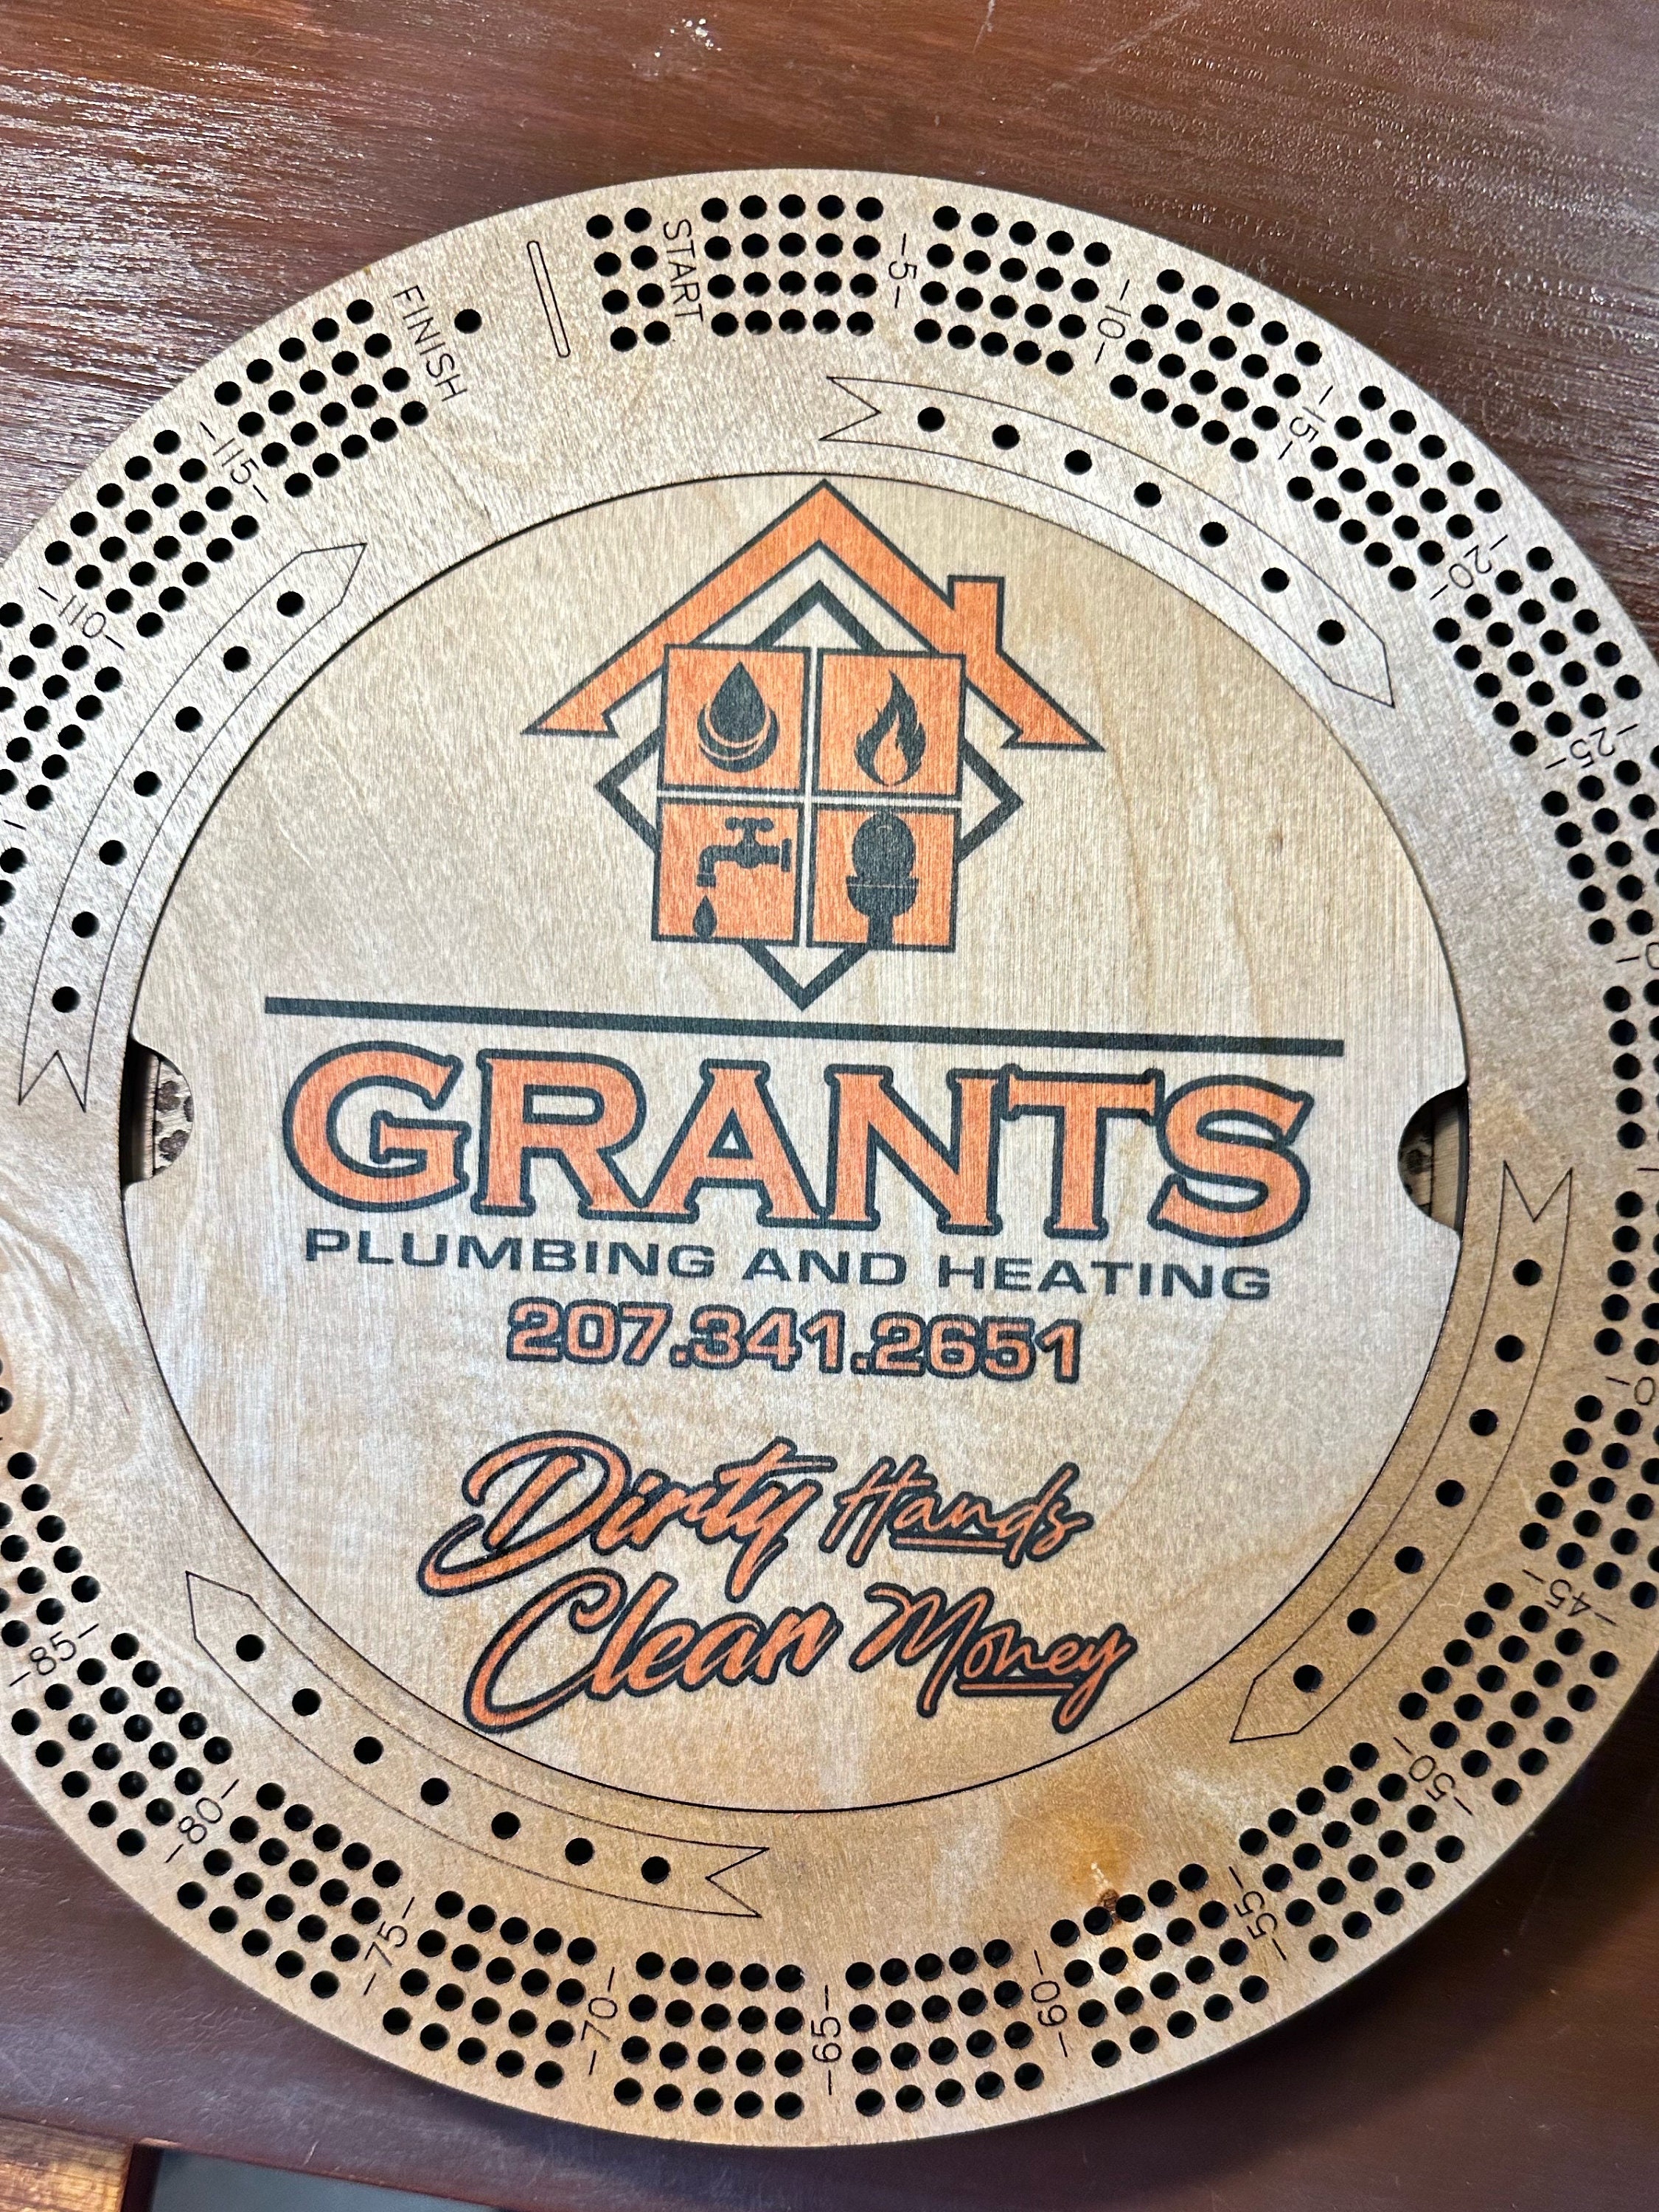 START
-5-
-10-
-15-
-20-
-25-
-45-
-50-
-55-
-60-
-65-
-70-
-75-
-80-
-85-
-110-
-115-
FINISH
GRANTS
PLUMBING AND HEATING
207.341.2651
Dirty Hands
Clean Money